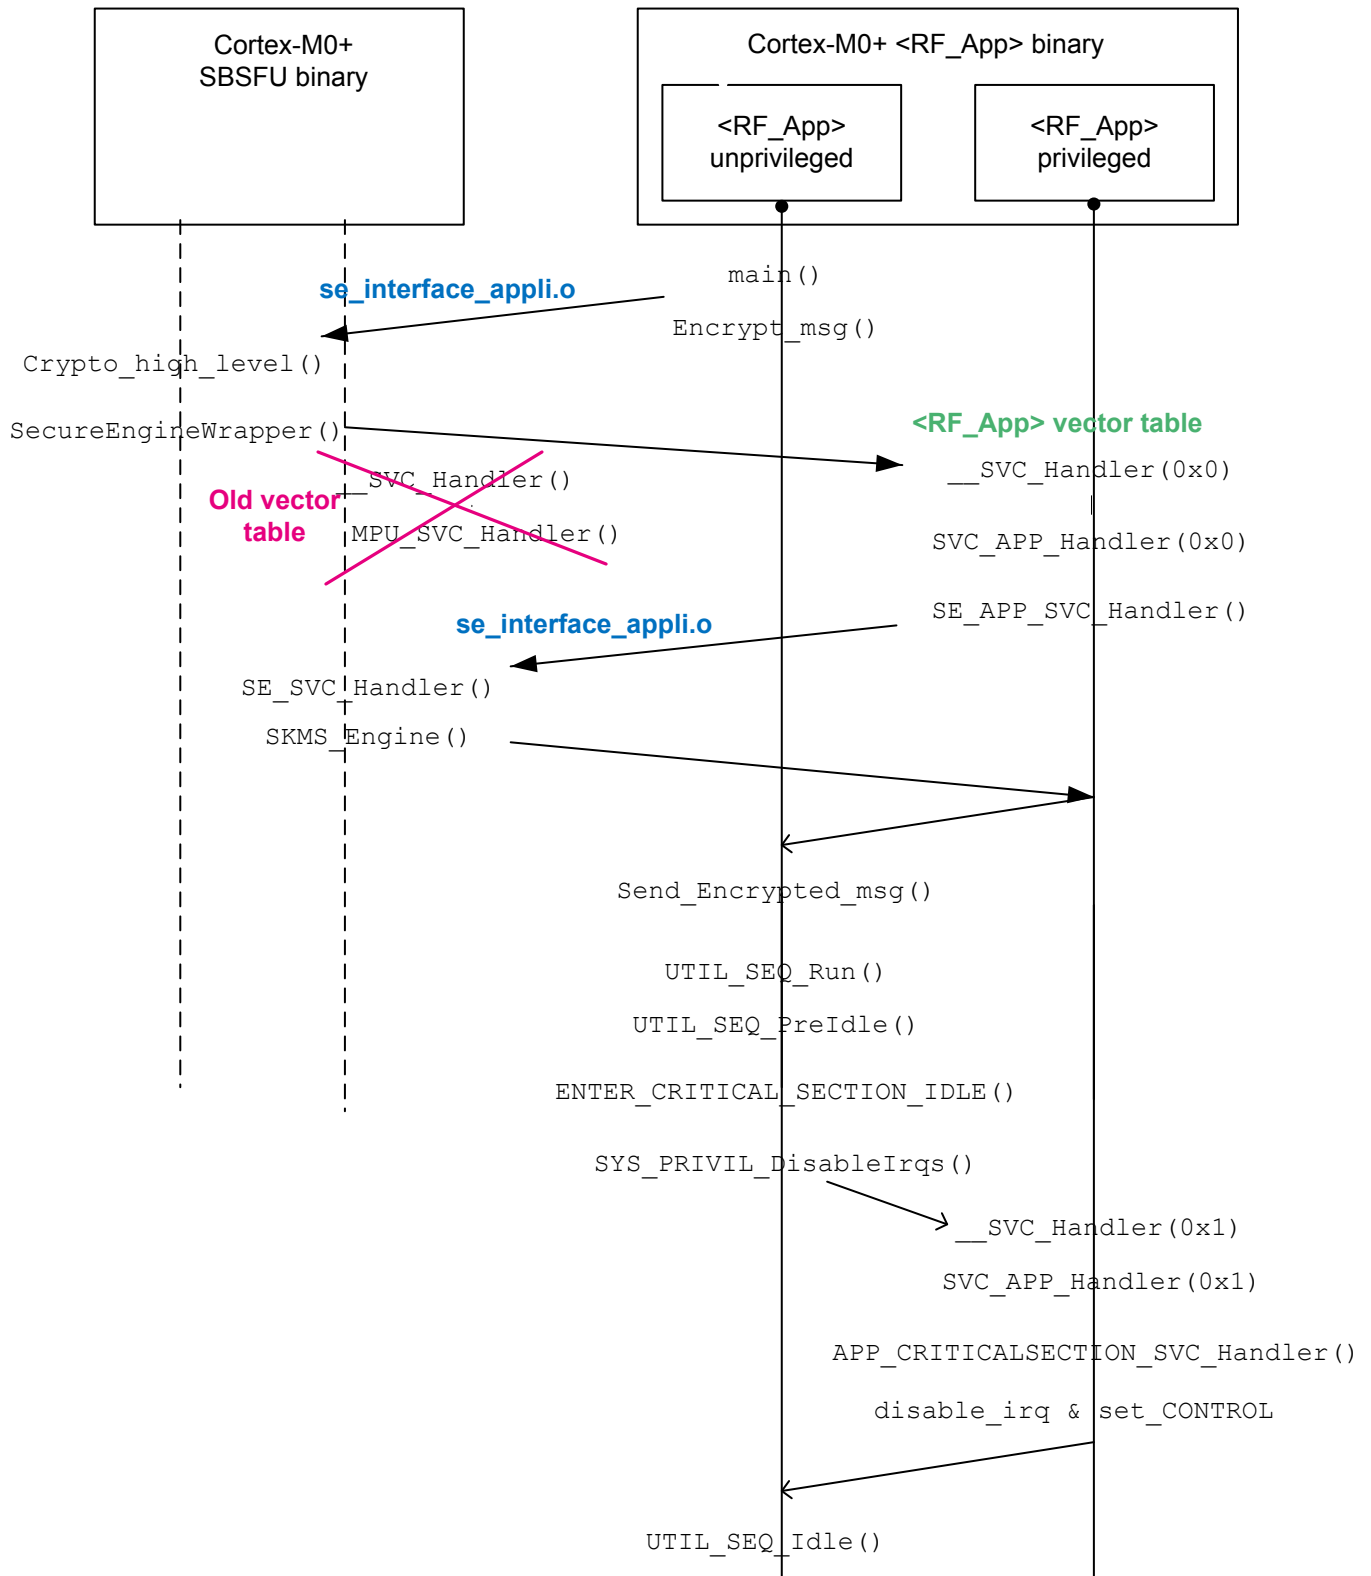 Cortex-M0+
SBSFU binary
Cortex-M0+ <RF_App> binary
<RF_App>
unprivileged
<RF_App>
privileged
main()
se_interface_appli.o
Encrypt_msg()
Crypto_high_level()
SecureEngineWrapper()
<RF_App> vector table
__SVC_Handler(0x0)
__SVC_Handler()
Old vector
table
MPU_SVC_Handler()
SVC_APP_Handler(0x0)
SE_APP_SVC_Handler()
se_interface_appli.o
SE_SVC_Handler()
SKMS_Engine()
Send_Encrypted_msg()
UTIL_SEQ_Run()
UTIL_SEQ_PreIdle()
ENTER_CRITICAL_SECTION_IDLE()
SYS_PRIVIL_DisableIrqs()
__SVC_Handler(0x1)
SVC_APP_Handler(0x1)
APP_CRITICALSECTION_SVC_Handler()
disable_irq & set_CONTROL
UTIL_SEQ_Idle()